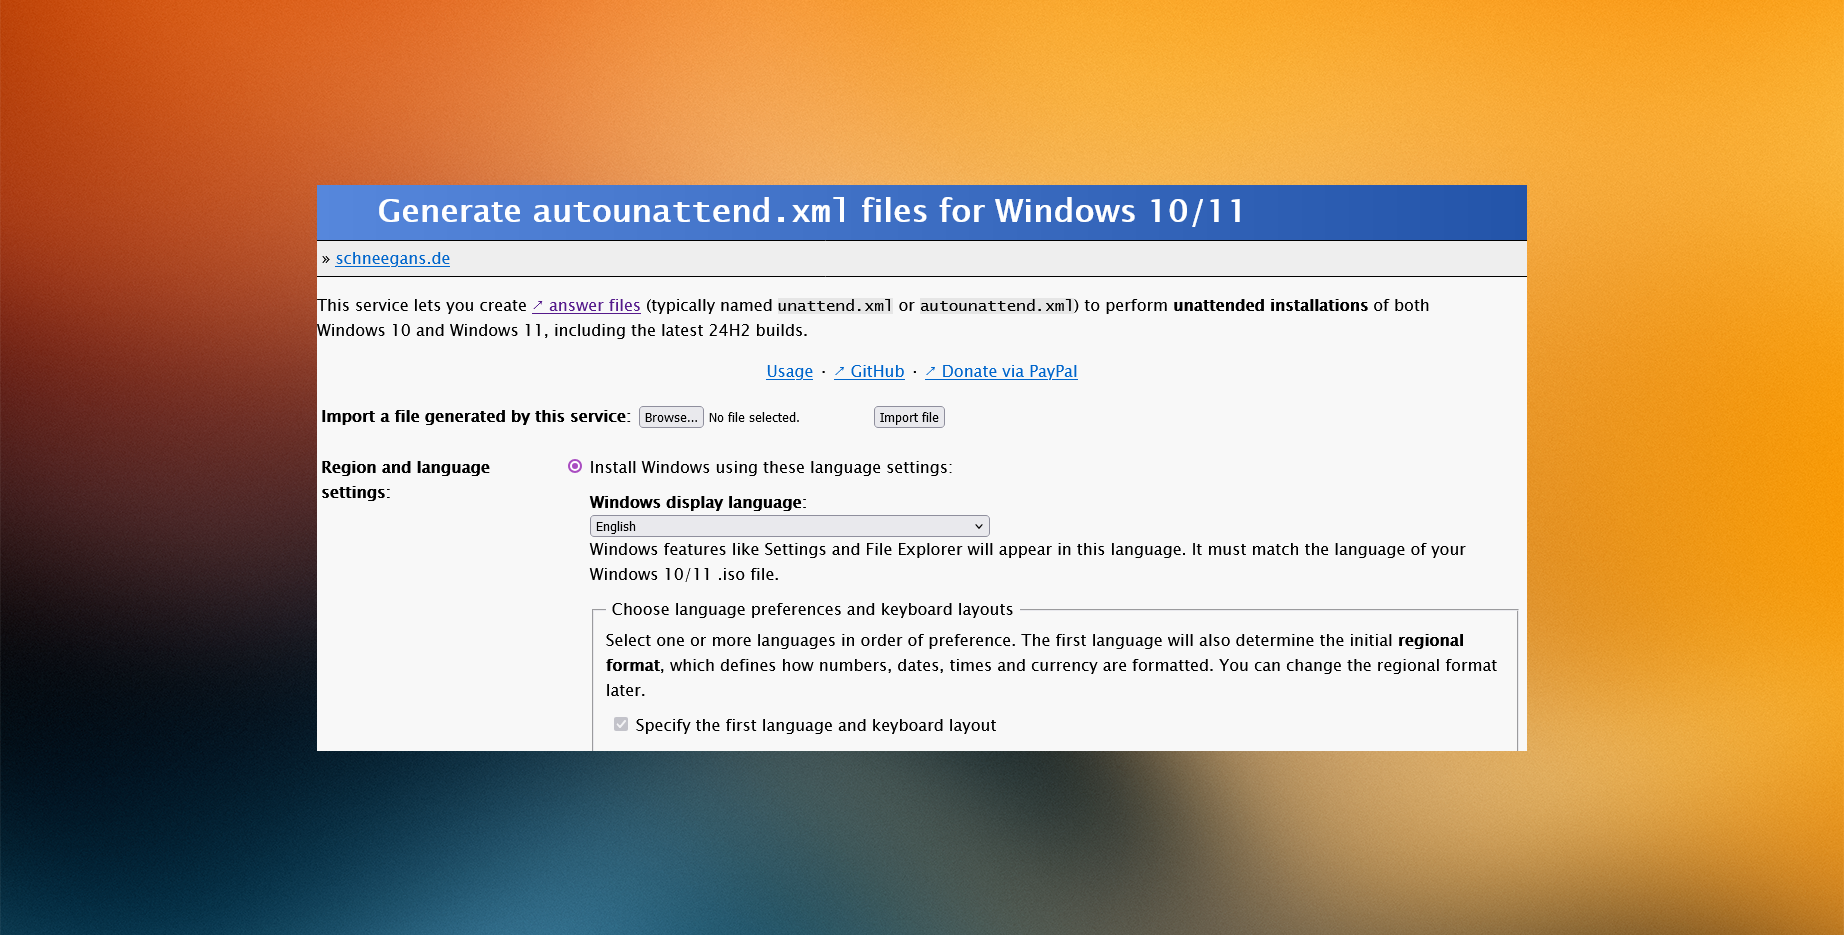 Generate autounattend.xml files for Windows 10/11
» schneegans.de
This service lets you create ↗ answer files (typically named unattend.xml or autounattend.xml) to perform unattended installations of both
Windows 10 and Windows 11, including the latest 24H2 builds.
Usage · ↗ GitHub · ↗ Donate via PayPal
Import a file generated by this service: Browse... No file selected. Import file
Region and language
settings:
Install Windows using these language settings:
Windows display language:
English
Windows features like Settings and File Explorer will appear in this language. It must match the language of your
Windows 10/11 .iso file.
Choose language preferences and keyboard layouts
Select one or more languages in order of preference. The first language will also determine the initial regional
format, which defines how numbers, dates, times and currency are formatted. You can change the regional format
later.
Specify the first language and keyboard layout